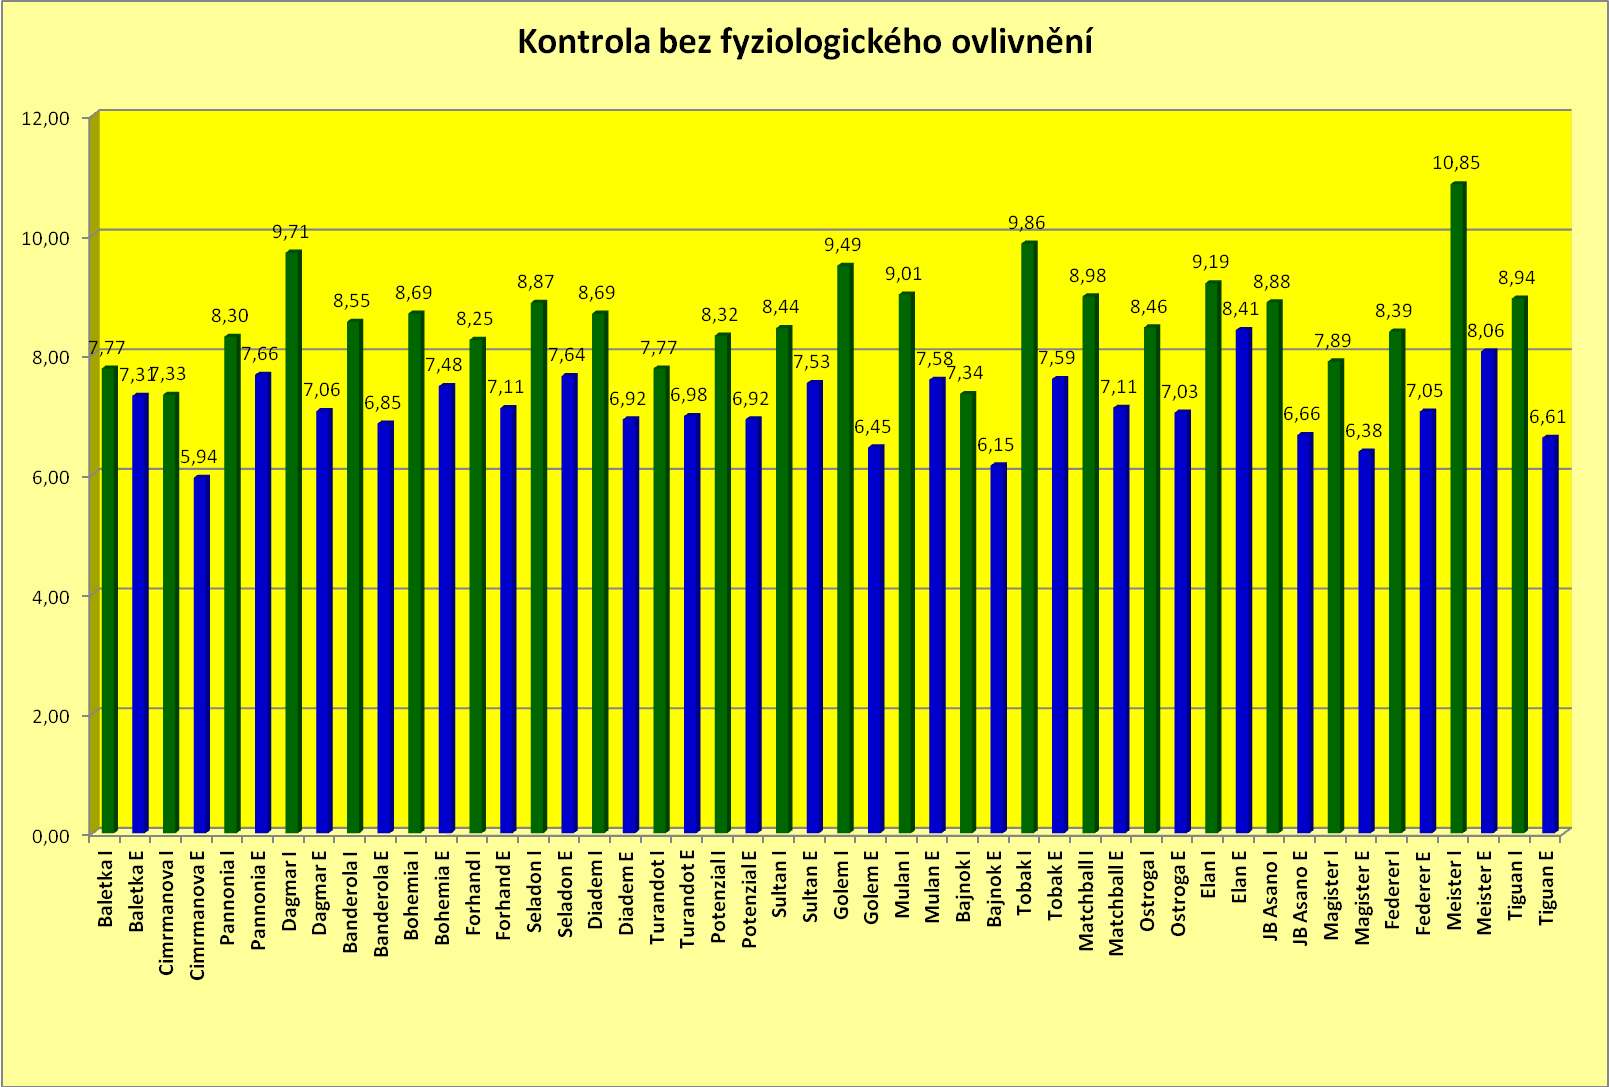 Kontrola bez fyziologického ovlivnění
12,00
10,00
8,00
6,00
4,00
2,00
0,00
7,77
7,31
7,33
5,94
8,30
7,66
9,71
7,06
8,55
6,85
8,69
7,48
8,25
7,11
8,87
7,64
8,69
6,92
7,77
6,98
8,32
6,92
8,44
7,53
9,49
6,45
9,01
7,58
7,34
6,15
9,86
7,59
8,98
7,11
8,46
7,03
9,19
8,41
8,88
6,66
7,89
6,38
8,39
7,05
10,85
8,06
8,94
6,61
Baletka I
Baletka E
Cimrmanova I
Cimrmanova E
Pannonia I
Pannonia E
Dagmar I
Dagmar E
Banderola I
Banderola E
Bohemia I
Bohemia E
Forhand I
Forhand E
Seladon I
Seladon E
Diadem I
Diadem E
Turandot I
Turandot E
Potenzial I
Potenzial E
Sultan I
Sultan E
Golem I
Golem E
Mulan I
Mulan E
Bajnok I
Bajnok E
Tobak I
Tobak E
Matchball I
Matchball E
Ostroga I
Ostroga E
Elan I
Elan E
JB Asano I
JB Asano E
Magister I
Magister E
Federer I
Federer E
Meister I
Meister E
Tiguan I
Tiguan E